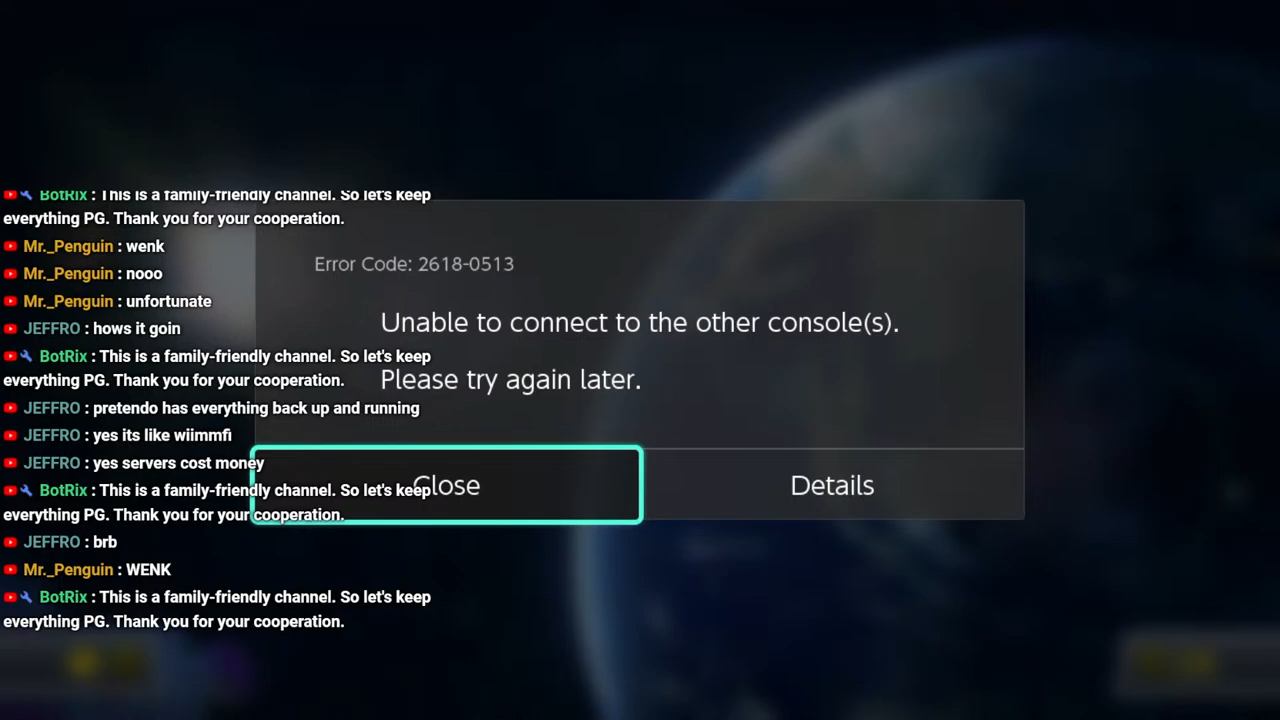 BotRix : This is a family-friendly channel. So let's keep
everything PG. Thank you for your cooperation.
Mr._Penguin : wenk
Mr._Penguin : nooo
Mr._Penguin : unfortunate
JEFFRO : hows it goin
BotRix : This is a family-friendly channel. So let's keep
everything PG. Thank you for your cooperation.
JEFFRO : pretendo has everything back up and running
JEFFRO : yes its like wiimmfi
JEFFRO : yes servers cost money
BotRix : This is a family-friendly channel. So let's keep
everything PG. Thank you for your cooperation.
JEFFRO : brb
Mr._Penguin : WENK
BotRix : This is a family-friendly channel. So let's keep
everything PG. Thank you for your cooperation.
Error Code: 2618-0513
Unable to connect to the other console(s).
Please try again later.
Close
Details